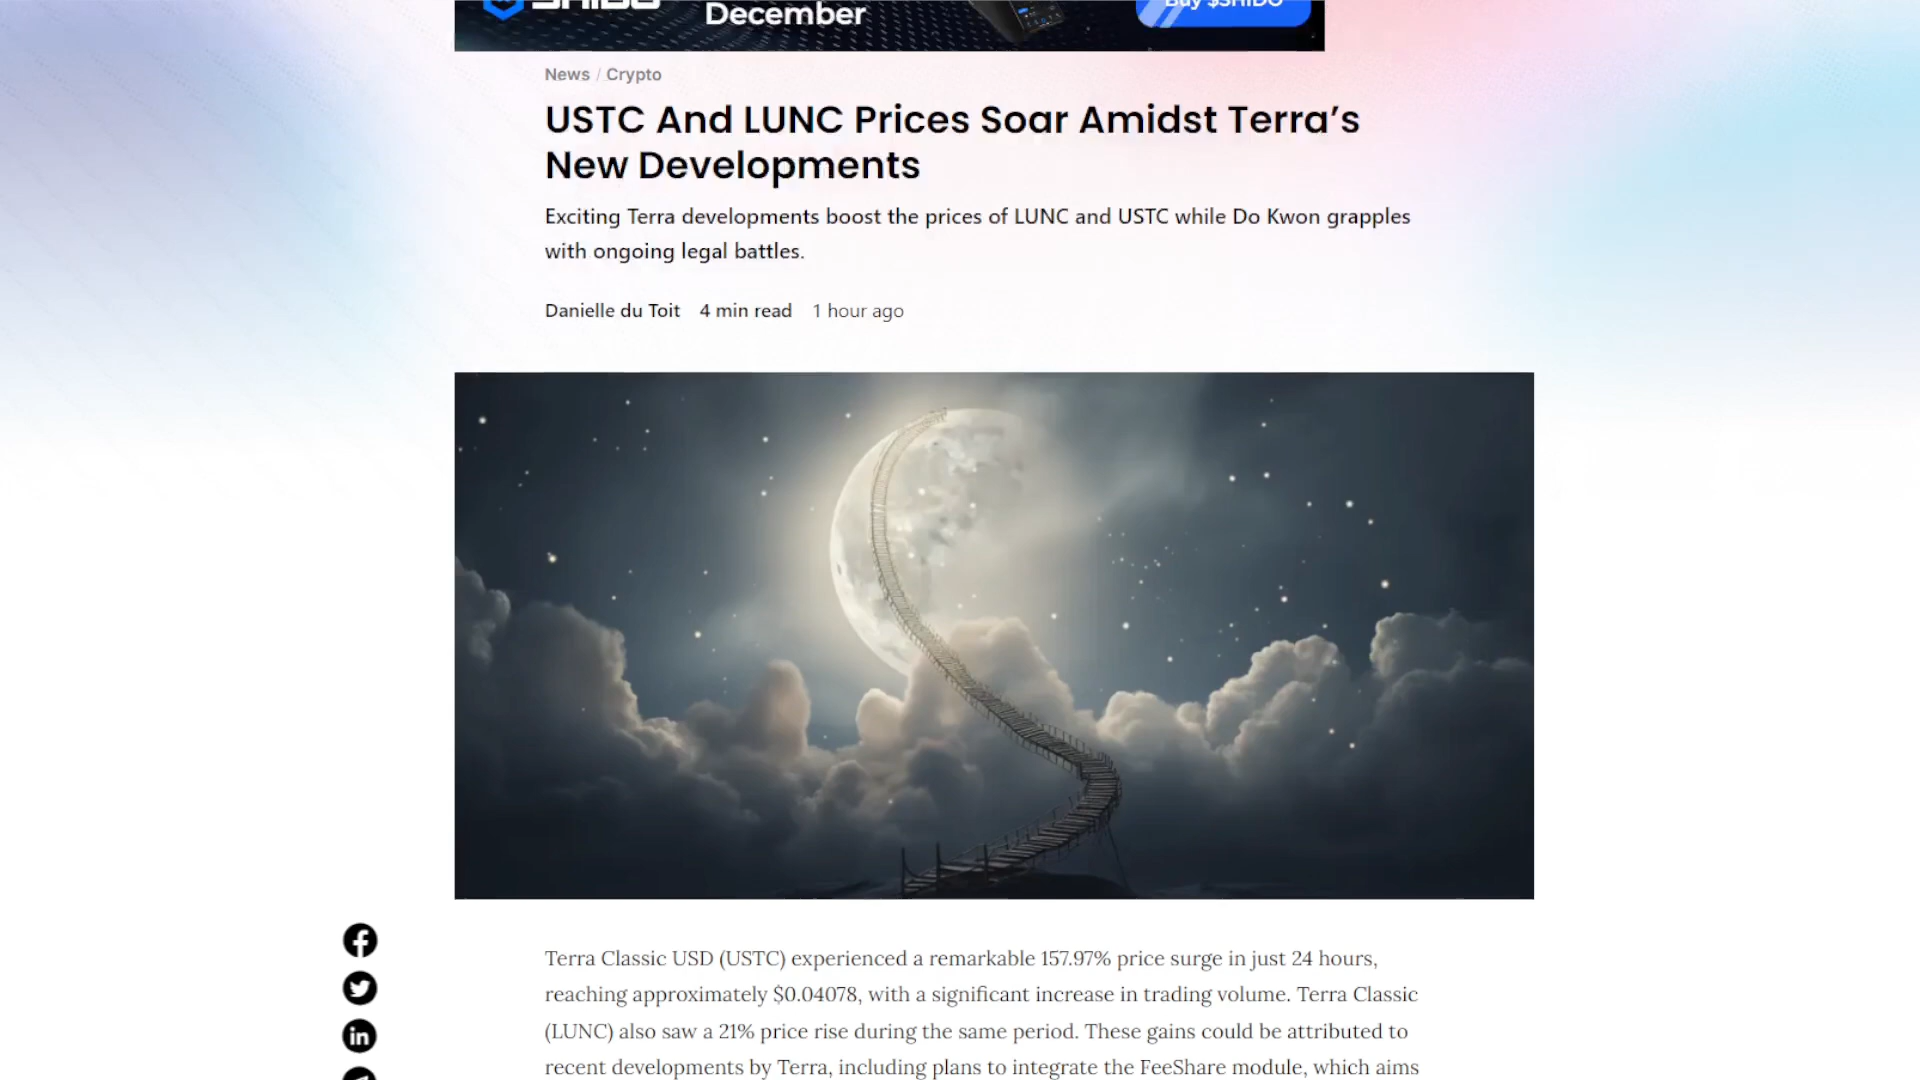 December
News / Crypto
USTC And LUNC Prices Soar Amidst Terra’s
New Developments
Exciting Terra developments boost the prices of LUNC and USTC while Do Kwon grapples
with ongoing legal battles.
Danielle du Toit 4 min read 1 hour ago
Terra Classic USD (USTC) experienced a remarkable 157.97% price surge in just 24 hours,
reaching approximately $0.04078, with a significant increase in trading volume. Terra Classic
(LUNC) also saw a 21% price rise during the same period. These gains could be attributed to
recent developments by Terra, including plans to integrate the FeeShare module, which aims